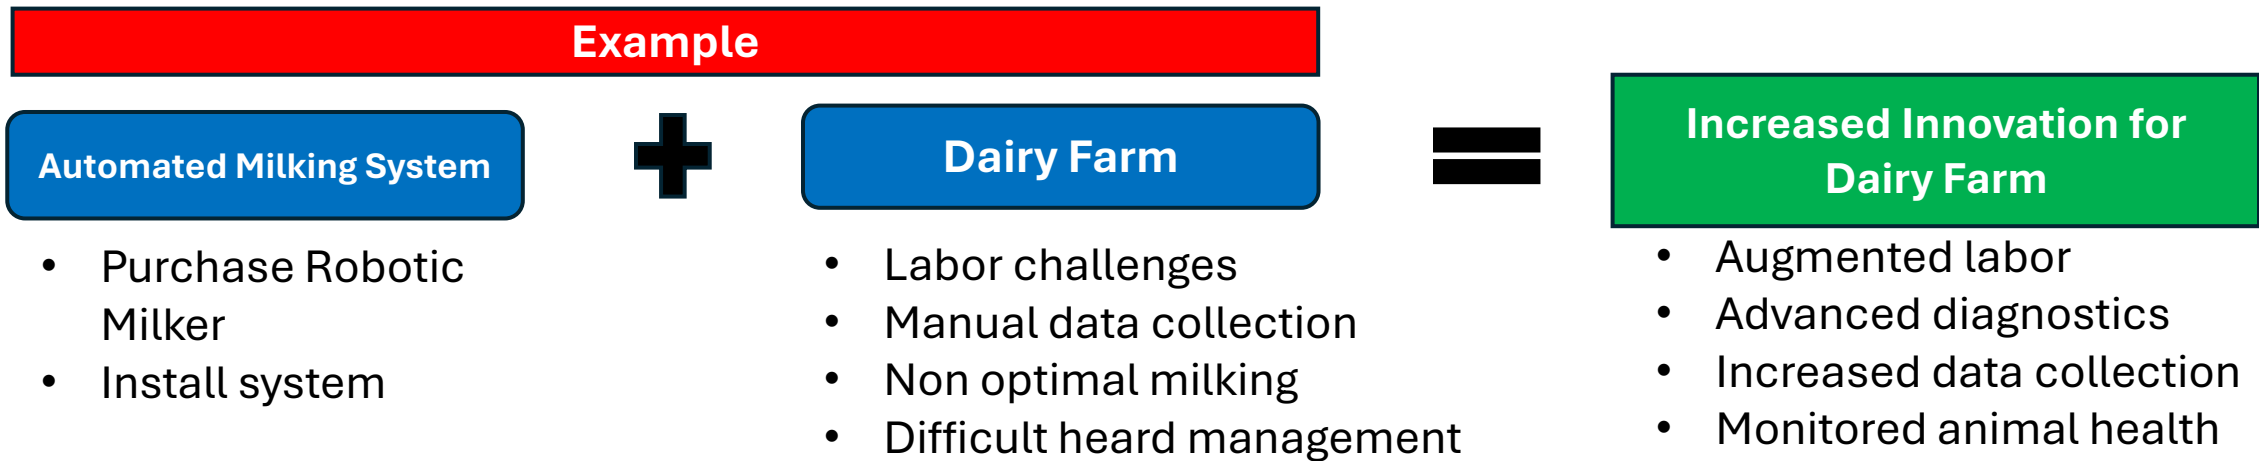 Example
Automated Milking System
Dairy Farm
Increased Innovation for
Dairy Farm
• Purchase Robotic
Milker
• Install system
• Labor challenges
• Manual data collection
• Non optimal milking
• Difficult heard management
• Augmented labor
• Advanced diagnostics
• Increased data collection
• Monitored animal health